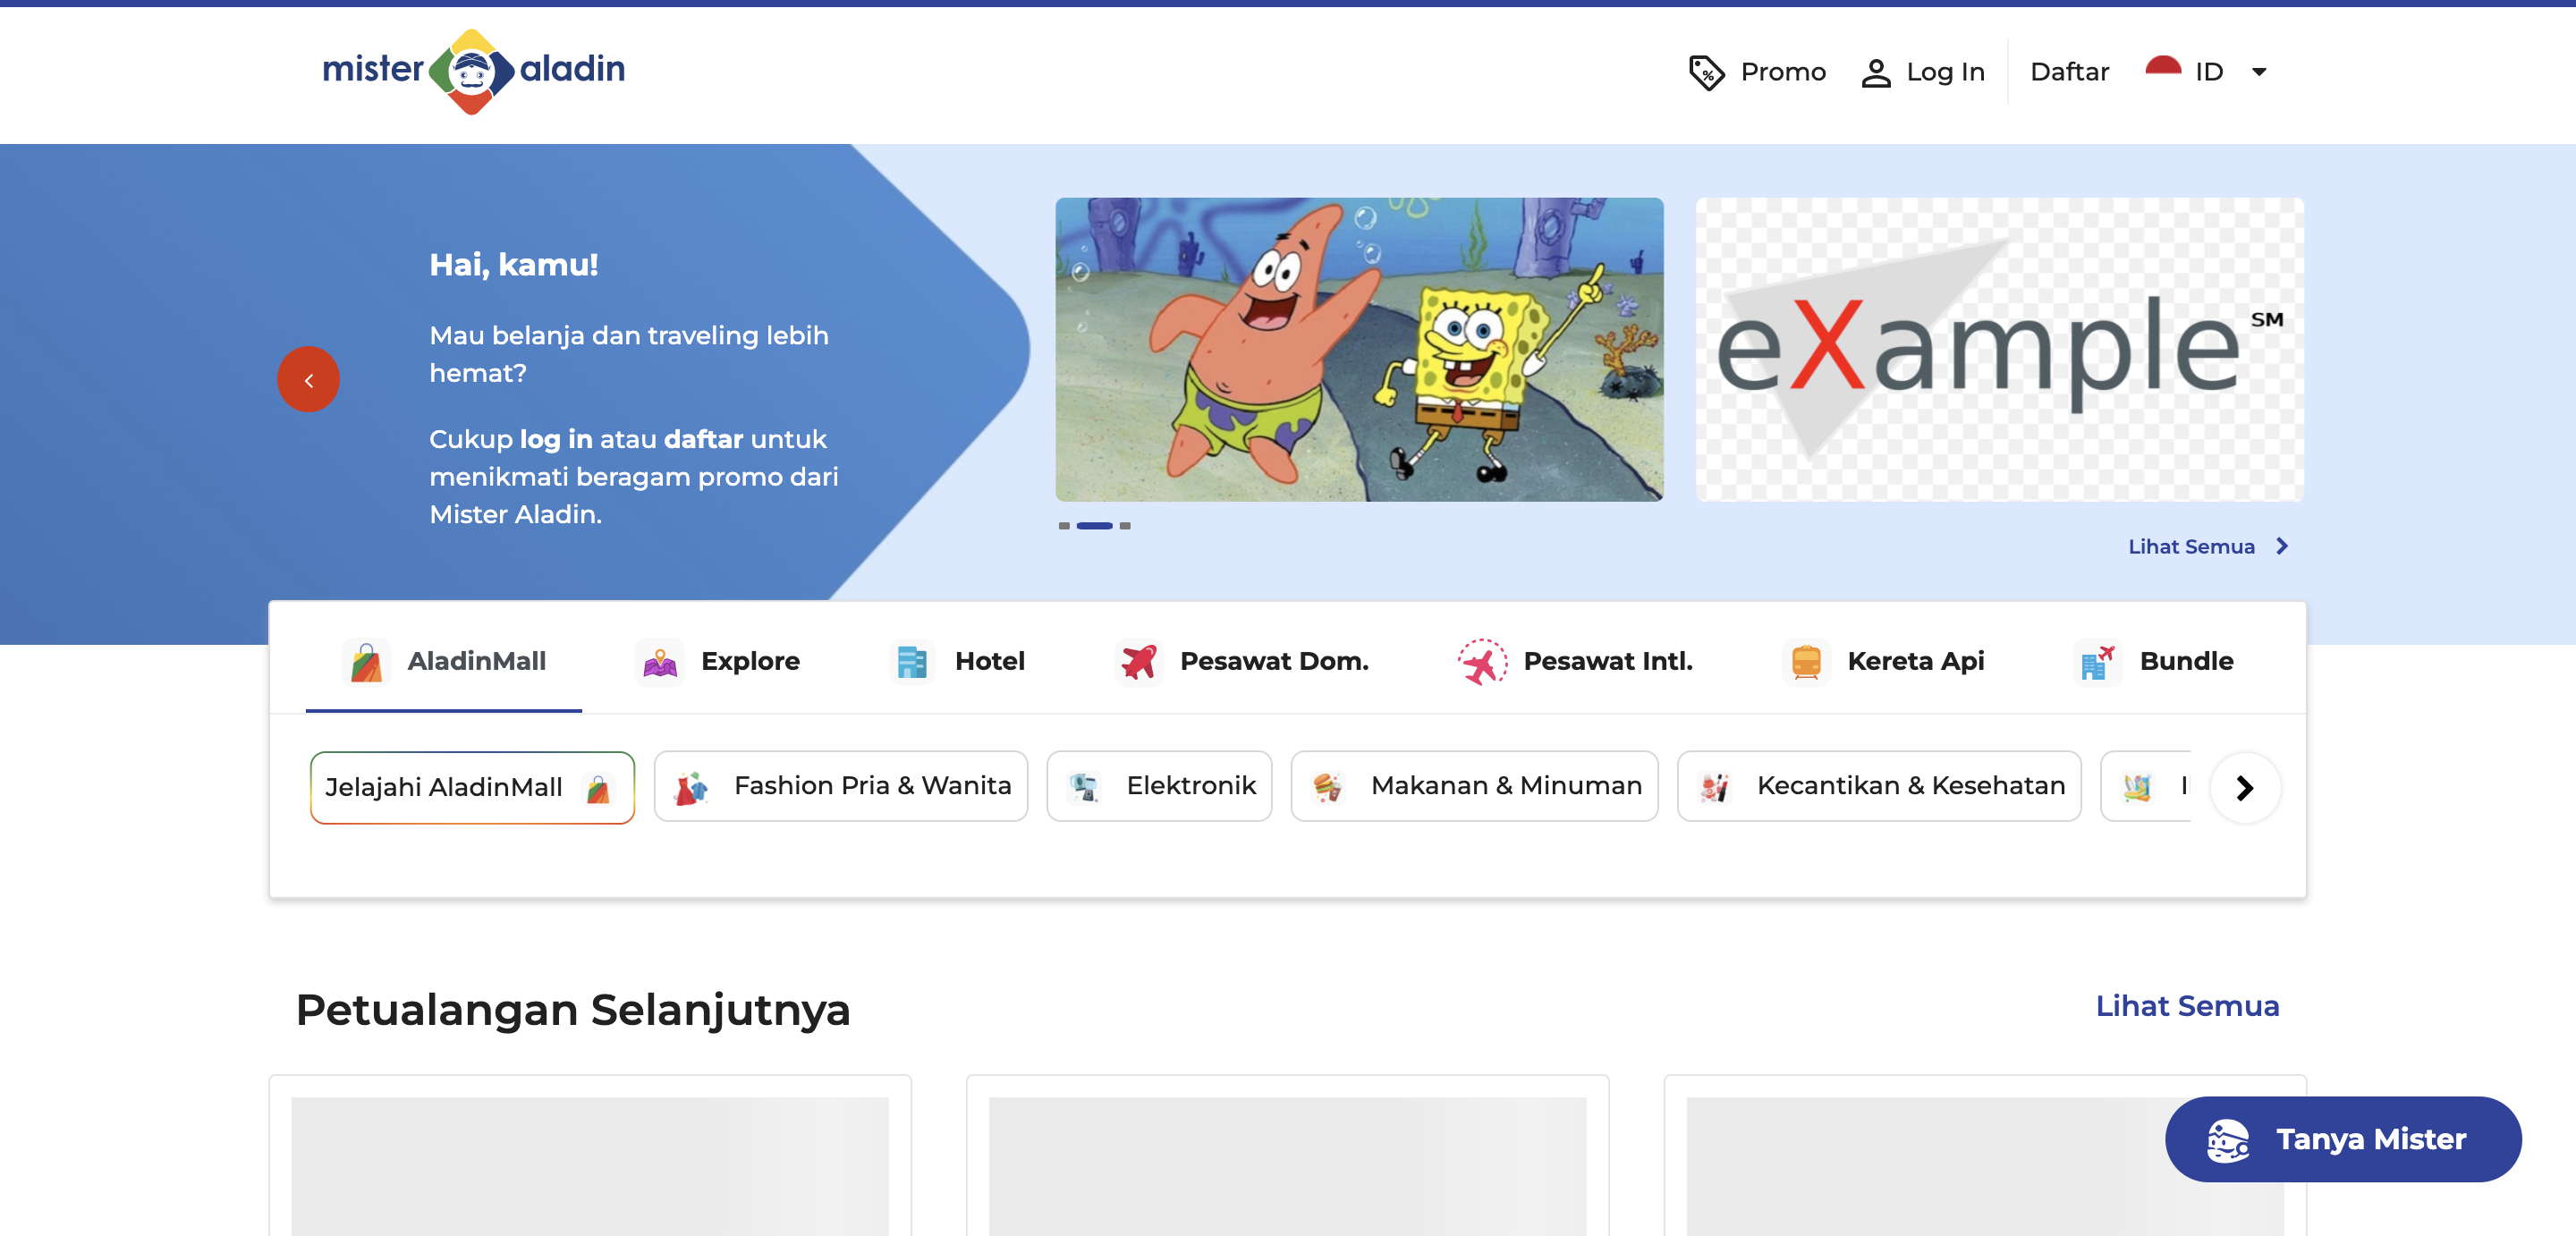 mister aladin
Promo
Log In
Daftar
ID
Hai, kamu!
Mau belanja dan traveling lebih
hemat?
Cukup log in atau daftar untuk
menikmati beragam promo dari
Mister Aladin.
eXample SM
Lihat Semua
AladinMall
Explore
Hotel
Pesawat Dom.
Pesawat Intl.
Kereta Api
Bundle
Jelajahi AladinMall
Fashion Pria & Wanita
Elektronik
Makanan & Minuman
Kecantikan & Kesehatan
Petualangan Selanjutnya
Lihat Semua
Tanya Mister